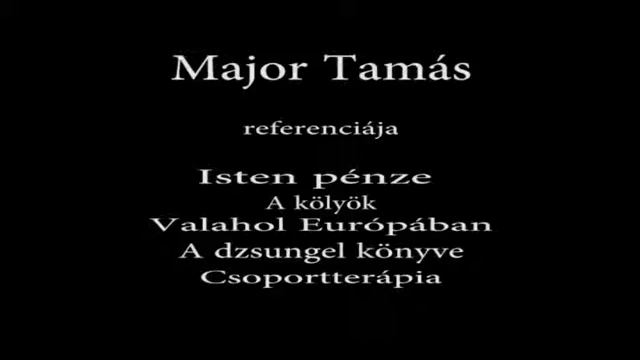 Major Tamás
referenciája
Isten pénze
A kölyök
Valahol Európában
A dzsungel könyve
Csoportterápia